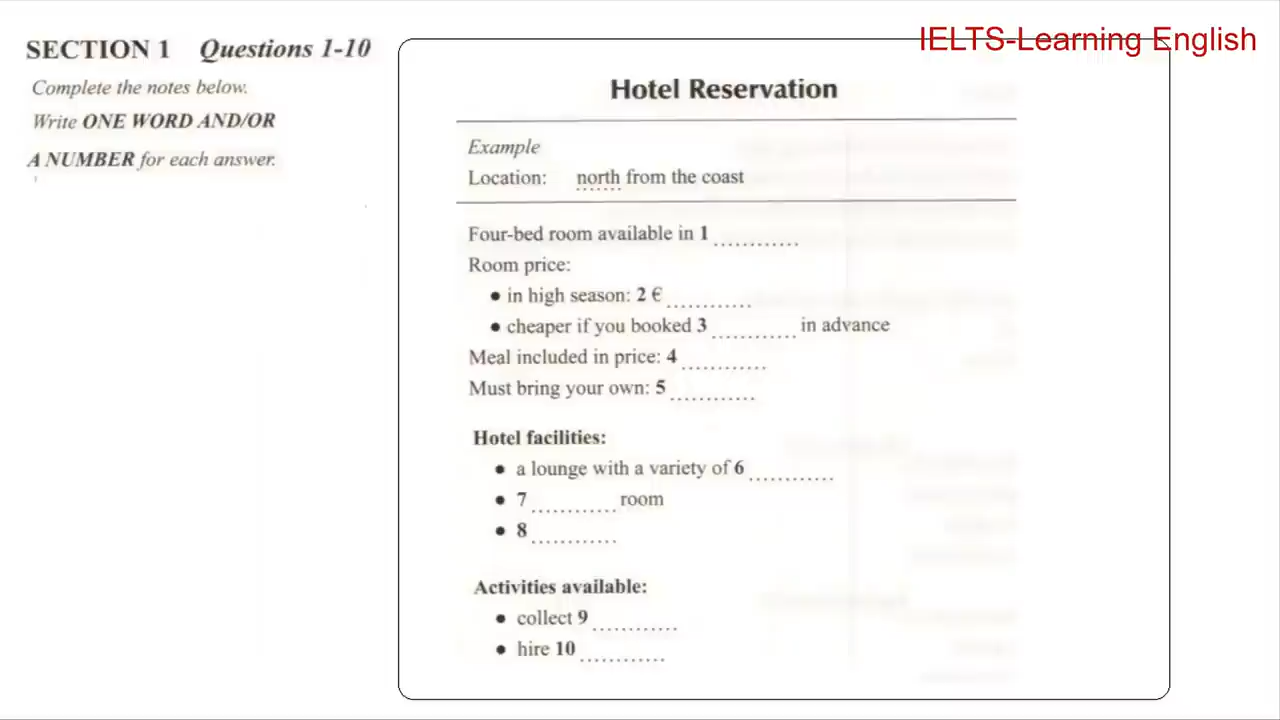 IELTS-Learning English
SECTION 1 Questions 1-10
Complete the notes below.
Write ONE WORD AND/OR
A NUMBER for each answer.
Hotel Reservation
Example
Location: north from the coast
Four-bed room available in 1 ............
Room price:
• in high season: 2 € ............
• cheaper if you booked 3 ............ in advance
Meal included in price: 4 ............
Must bring your own: 5 ............
Hotel facilities:
• a lounge with a variety of 6 ............
• 7 ............ room
• 8 ............
Activities available:
• collect 9 ............
• hire 10 ............